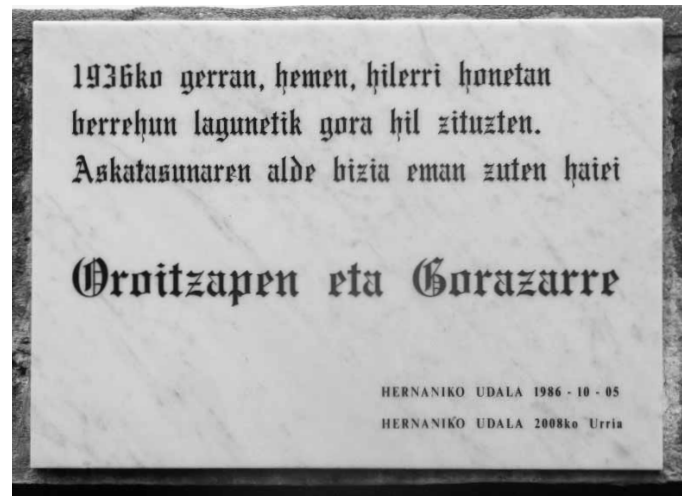 1936ko gerran, hemen, hilerri honetan
berrehun lagunetik gora hil zituzten.
Askatasunaren alde bizia eman zuten haiei
Oroitzapen eta Gorazarre
HERNANIKO UDALA 1986 - 10 - 05
HERNANIKO UDALA 2008ko Urria